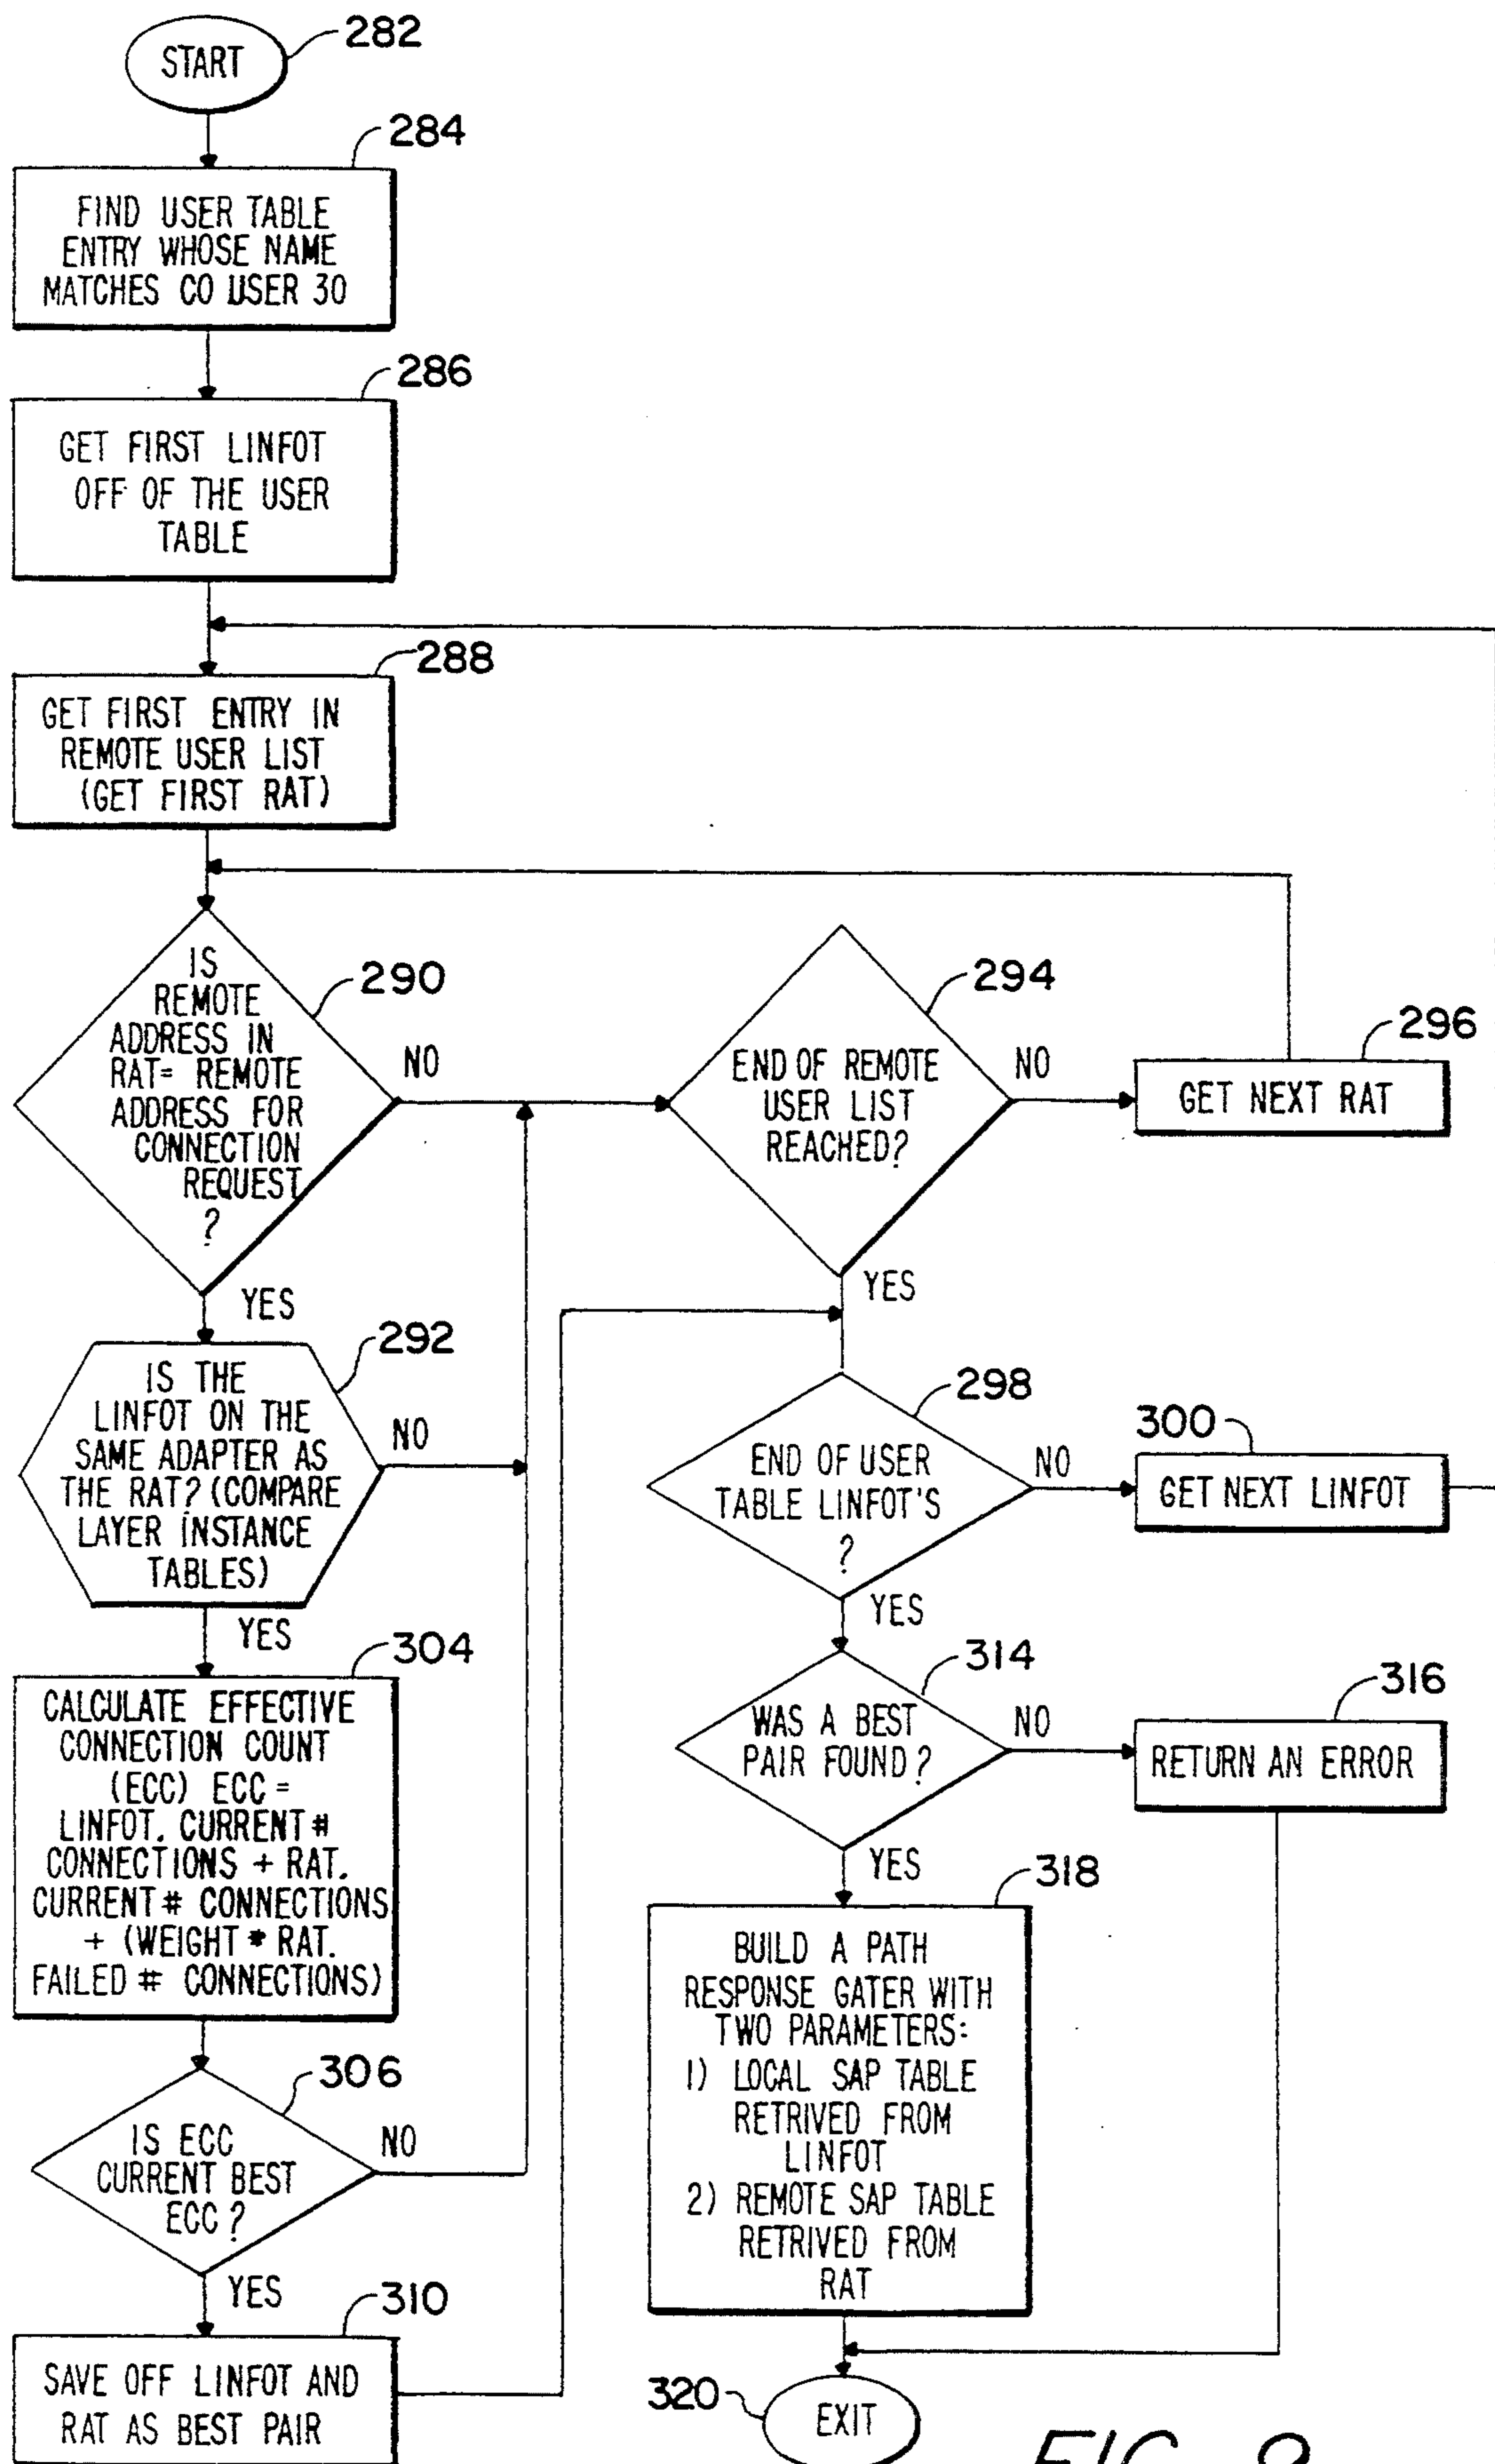 START
282
284
FIND USER TABLE
ENTRY WHOSE NAME
MATCHES CO USER 30
286
GET FIRST LINFOT
OFF OF THE USER
TABLE
288
GET FIRST ENTRY IN
REMOTE USER LIST
(GET FIRST RAT)
290
IS
REMOTE
ADDRESS IN
RAT= REMOTE
ADDRESS FOR
CONNECTION
REQUEST
?
NO
YES
294
END OF REMOTE
USER LIST
REACHED?
NO
YES
296
GET NEXT RAT
292
IS THE
LINFOT ON THE
SAME ADAPTER AS
THE RAT? (COMPARE
LAYER INSTANCE
TABLES)
NO
YES
298
END OF USER
TABLE LINFOT'S
?
NO
YES
300
GET NEXT LINFOT
304
CALCULATE EFFECTIVE
CONNECTION COUNT
(ECC) ECC =
LINFOT. CURRENT #
CONNECTIONS + RAT.
CURRENT # CONNECTIONS
+ (WEIGHT * RAT.
FAILED # CONNECTIONS)
314
WAS A BEST
PAIR FOUND?
NO
YES
316
RETURN AN ERROR
306
IS ECC
CURRENT BEST
ECC?
NO
YES
318
BUILD A PATH
RESPONSE GATER WITH
TWO PARAMETERS:
1) LOCAL SAP TABLE
RETRIVED FROM
LINFOT
2) REMOTE SAP TABLE
RETRIVED FROM
RAT
310
SAVE OFF LINFOT AND
RAT AS BEST PAIR
320
EXIT
FIG. 9